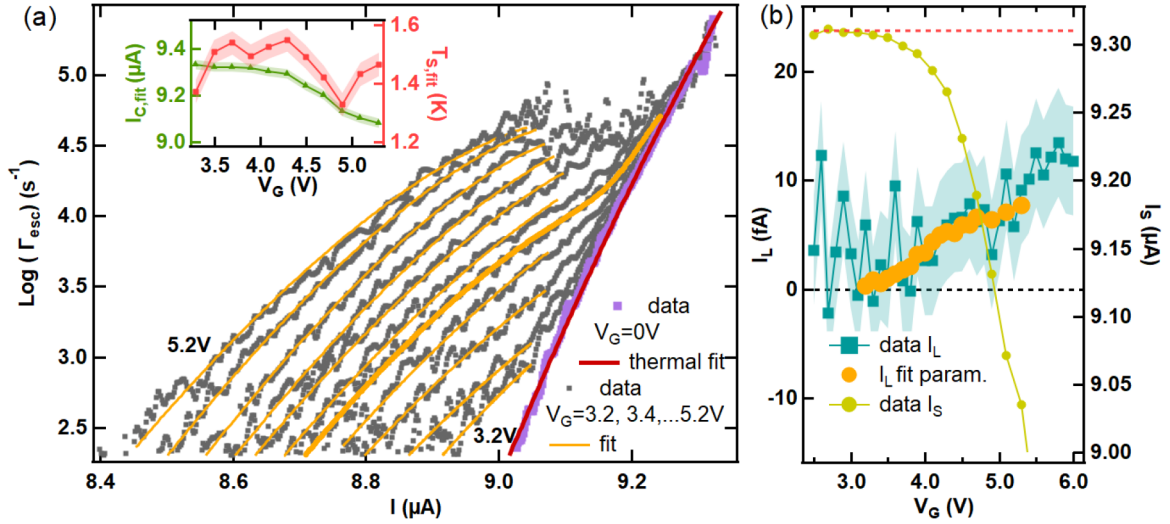 (a)
Log (Γesc) (s⁻¹)
5.0
4.5
4.0
3.5
3.0
2.5
8.4
8.6
8.8
9.0
9.2
I (µA)
IC,fit (µA)
9.4
9.2
9.0
3.5
4.0
4.5
5.0
VG (V)
1.6
1.4
1.2
Ts,fit (K)
5.2V
3.2V
data
VG=0V
thermal fit
data
VG=3.2, 3.4,...5.2V
fit
(b)
IL (fA)
20
10
0
-10
3.0
4.0
5.0
6.0
VG (V)
9.30
9.25
9.20
9.15
9.10
9.05
9.00
IS (µA)
data IL
IL fit param.
data IS